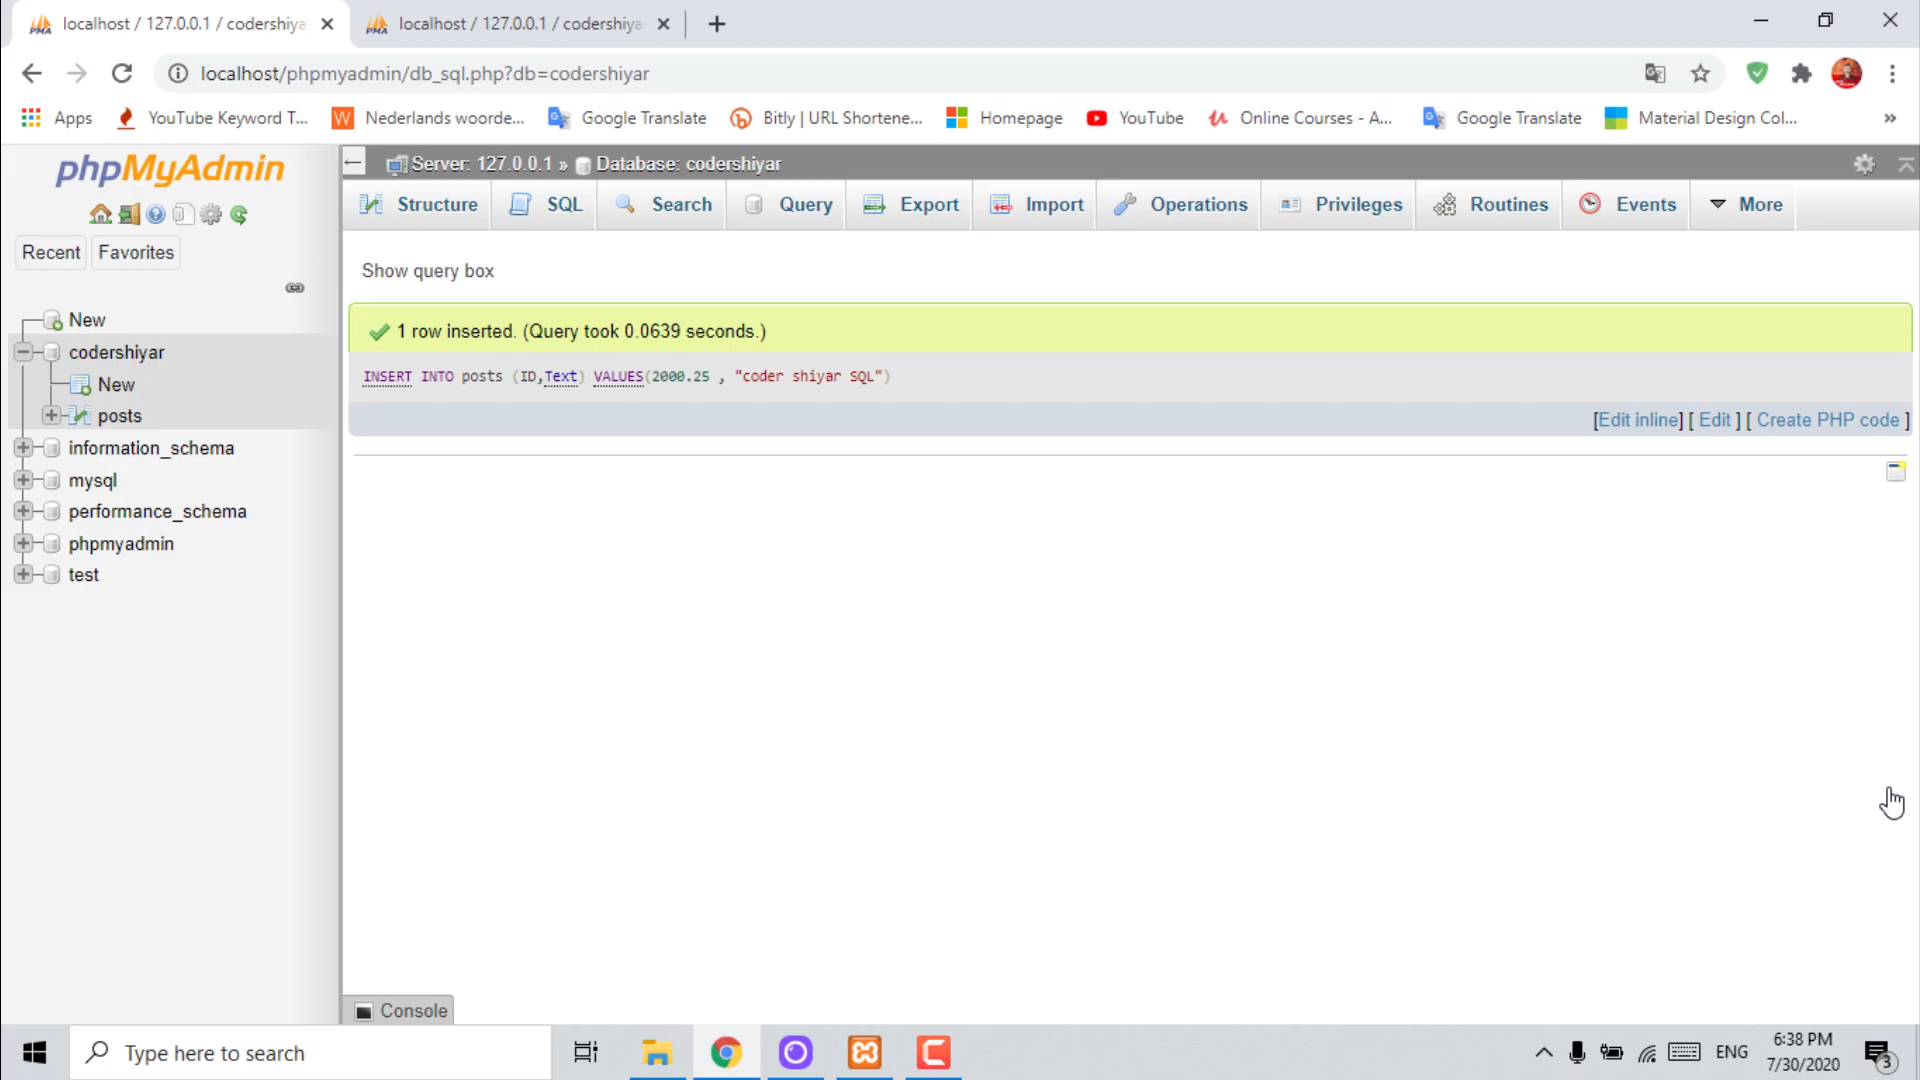 localhost / 127.0.0.1 / codershiya
localhost / 127.0.0.1 / codershiya
localhost/phpmyadmin/db_sql.php?db=codershiyar
Apps
YouTube Keyword T...
Nederlands woorde...
Google Translate
Bitly | URL Shortene...
Homepage
YouTube
Online Courses - A...
Google Translate
Material Design Col...
»
phpMyAdmin
Recent
Favorites
New
codershiyar
New
posts
information_schema
mysql
performance_schema
phpmyadmin
test
Server: 127.0.0.1 » Database: codershiyar
Structure
SQL
Search
Query
Export
Import
Operations
Privileges
Routines
Events
More
Show query box
1 row inserted. (Query took 0.0639 seconds.)
INSERT INTO posts (ID,Text) VALUES(2000.25 , "coder shiyar SQL")
[Edit inline] [ Edit ] [ Create PHP code ]
Console
Type here to search
ENG
6:38 PM
7/30/2020
3